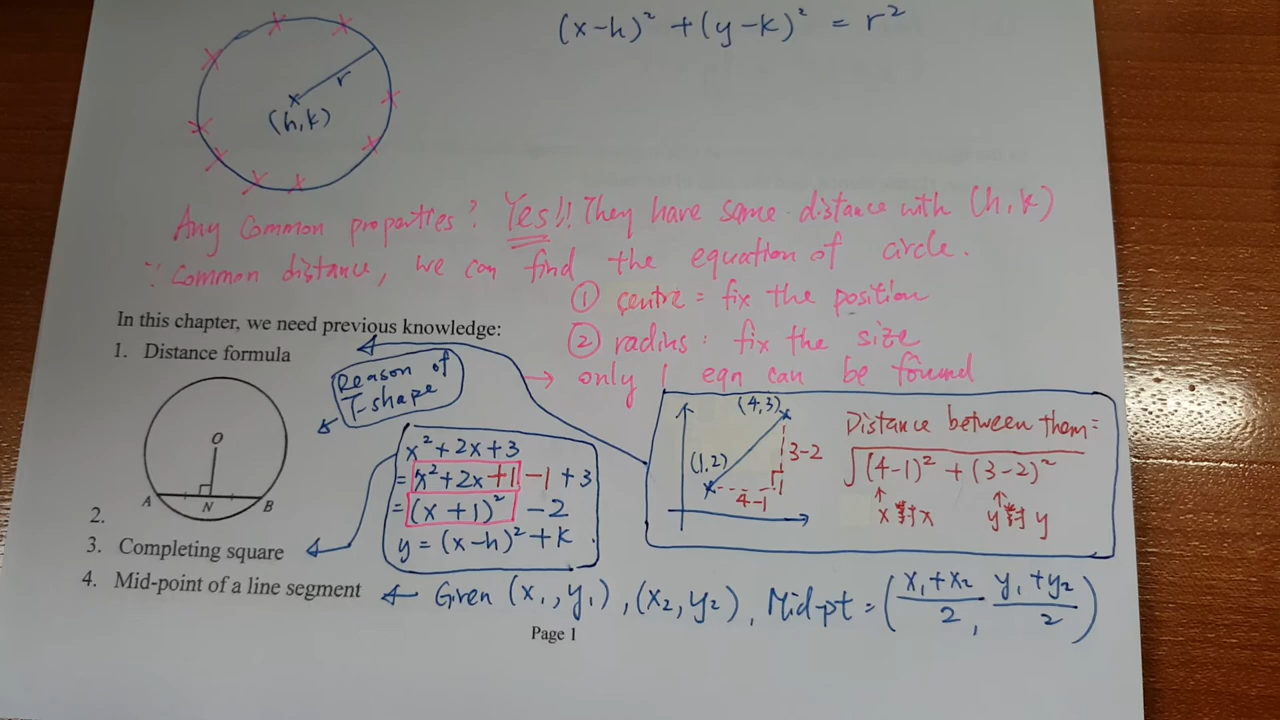 (x-h)² + (y-k)² = r²
r
(h,k)
Any Common properties? Yes!! They have same distance with (h,k)
∵ Common distance, we can find the equation of circle.
① centre = fix the position
② radius: fix the size
→ only 1 eqn can be found
In this chapter, we need previous knowledge:
1. Distance formula
Reason of
T-shape
O
A N B
2.
3. Completing square
x²+2x+3
= x²+2x+1 -1 +3
= (x+1)² -2
y = (x-h)² + k
(4,3)
(1,2)
3-2
4-1
Distance between them =
√(4-1)² + (3-2)²
x 對 x y 對 y
4. Mid-point of a line segment
Given (x₁,y₁), (x₂,y₂), Mid-pt = (x₁+x₂/2, y₁+y₂/2)
Page 1